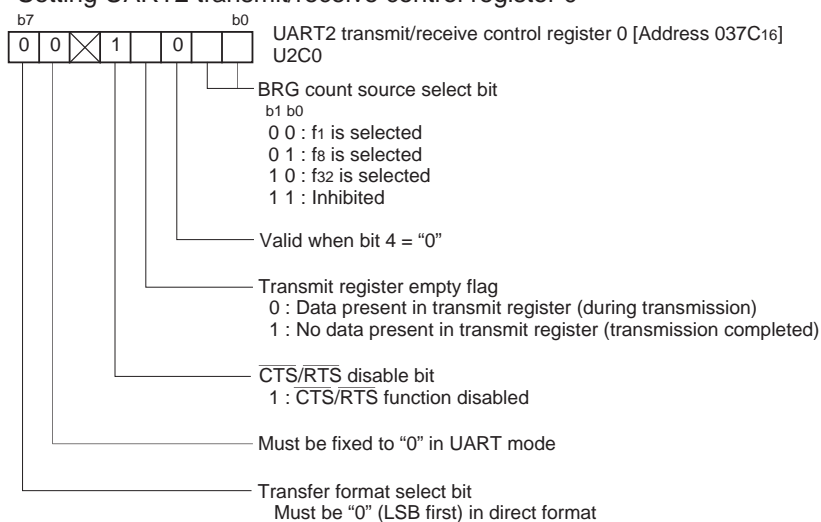 Setting UART2 transmit/receive control register 0
b7 b0
0 0 1 0
UART2 transmit/receive control register 0 [Address 037C16]
U2C0
BRG count source select bit
b1 b0
0 0 : f1 is selected
0 1 : f8 is selected
1 0 : f32 is selected
1 1 : Inhibited
Valid when bit 4 = “0”
Transmit register empty flag
0 : Data present in transmit register (during transmission)
1 : No data present in transmit register (transmission completed)
CTS/RTS disable bit
1 : CTS/RTS function disabled
Must be fixed to “0” in UART mode
Transfer format select bit
Must be “0” (LSB first) in direct format